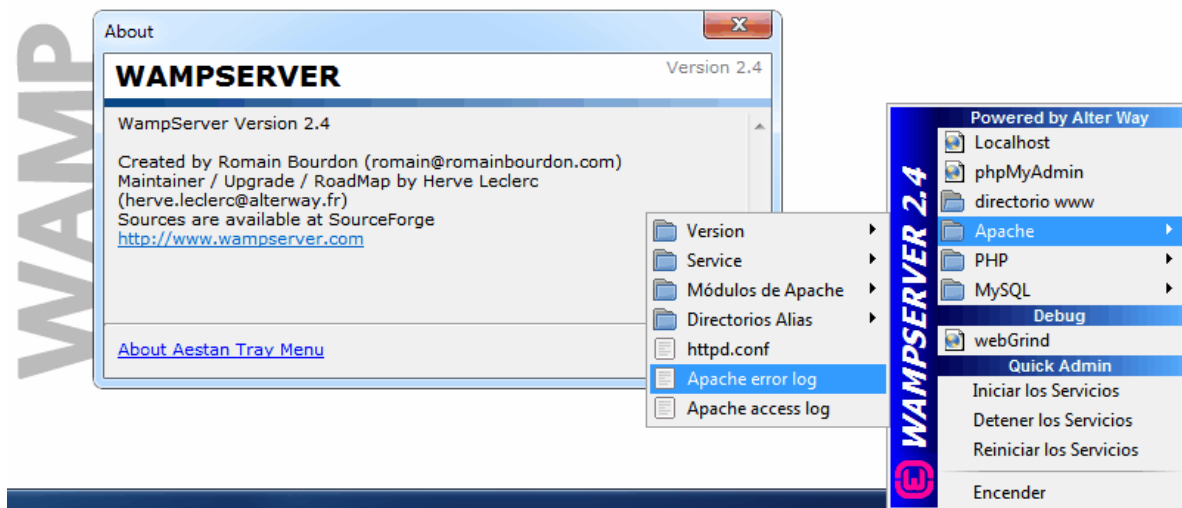 WAMP
About
WAMPSERVER
Version 2.4
WampServer Version 2.4
Created by Romain Bourdon (romain@romainbourdon.com)
Maintainer / Upgrade / RoadMap by Herve Leclerc
(herve.leclerc@alterway.fr)
Sources are available at SourceForge
http://www.wampserver.com
About Aestan Tray Menu
Version
Service
Módulos de Apache
Directorios Alias
httpd.conf
Apache error log
Apache access log
WAMPSERVER 2.4
Powered by Alter Way
Localhost
phpMyAdmin
directorio www
Apache
PHP
MySQL
Debug
webGrind
Quick Admin
Iniciar los Servicios
Detener los Servicios
Reiniciar los Servicios
Encender